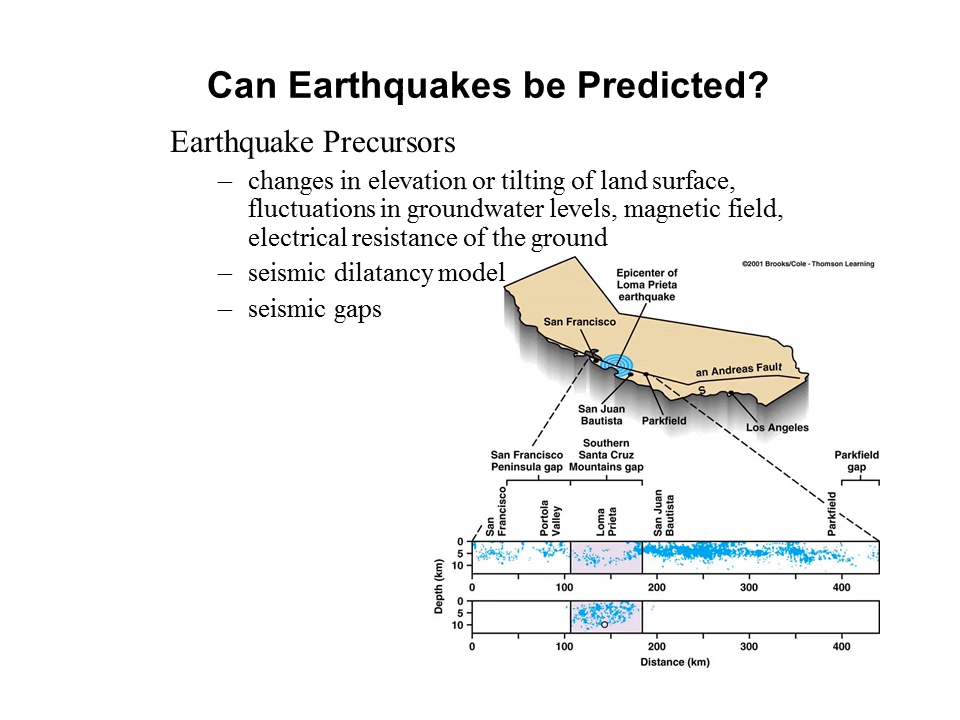 Can Earthquakes be Predicted?
Earthquake Precursors
– changes in elevation or tilting of land surface,
fluctuations in groundwater levels, magnetic field,
electrical resistance of the ground
– seismic dilatancy model
– seismic gaps
©2001 Brooks/Cole - Thomson Learning
Epicenter of
Loma Prieta
earthquake
San Francisco
an Andreas Fault
S
San Juan
Bautista
Parkfield
Los Angeles
San Francisco
Peninsula gap
Southern
Santa Cruz
Mountains gap
Parkfield
gap
San
Francisco
Portola
Valley
Loma
Prieta
San Juan
Bautista
Parkfield
Depth (km)
0
5
10
0 100 200 300 400
0
5
10
0 100 200 300 400
Distance (km)